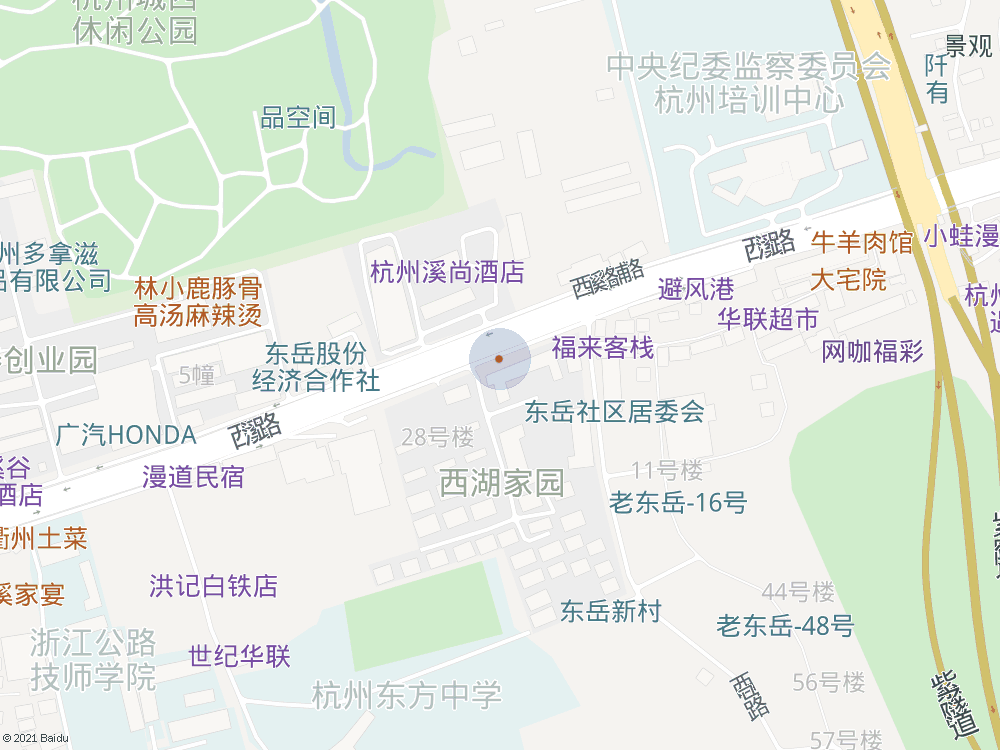 杭州城西
休闲公园
景观
阡
有
中央纪委监察委员会
杭州培训中心
品空间
州多拿滋
品有限公司
西溪路
牛羊肉馆
小蛙漫
杭州溪尚酒店
西溪辅路
大宅院
林小鹿豚骨
高汤麻辣烫
避风港
杭州
华联超市
福来客栈
网咖福彩
创业园
东岳股份
经济合作社
5幢
东岳社区居委会
广汽HONDA
西溪路
28号楼
溪谷
酒店
漫道民宿
西湖家园
11号楼
老东岳-16号
衢州土菜
溪家宴
洪记白铁店
44号楼
东岳新村
老东岳-48号
浙江公路
技师学院
世纪华联
杭州东方中学
56号楼
紫
隧
道
57号楼
© 2021 Baidu